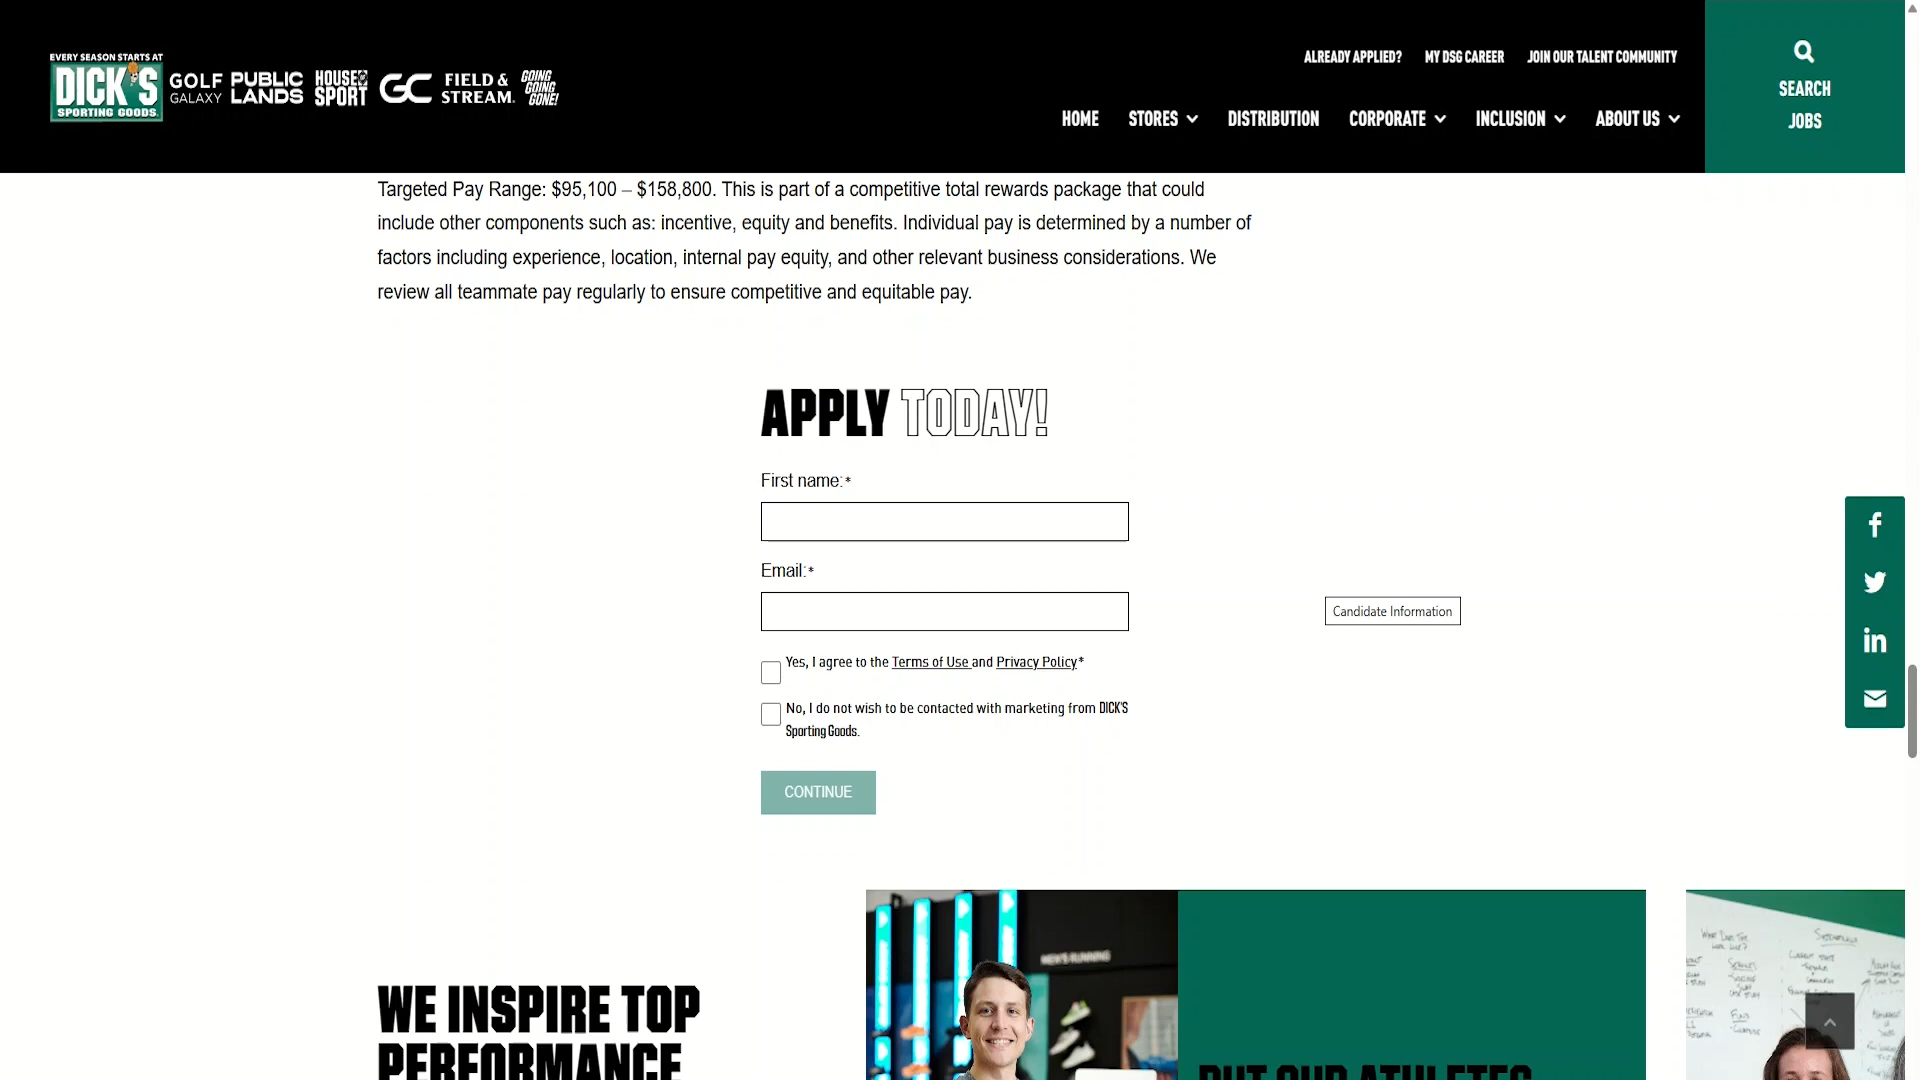 EVERY SEASON STARTS AT
DICK'S
SPORTING GOODS.
GOLF
GALAXY
PUBLIC
LANDS
HOUSE OF
SPORT
GC
FIELD &
STREAM.
GOING
GOING
GONE!
ALREADY APPLIED?
MY DSG CAREER
JOIN OUR TALENT COMMUNITY
HOME
STORES
DISTRIBUTION
CORPORATE
INCLUSION
ABOUT US
SEARCH
JOBS
Targeted Pay Range: $95,100 – $158,800. This is part of a competitive total rewards package that could
include other components such as: incentive, equity and benefits. Individual pay is determined by a number of
factors including experience, location, internal pay equity, and other relevant business considerations. We
review all teammate pay regularly to ensure competitive and equitable pay.
APPLY TODAY!
First name:*
Email:*
Candidate Information
Yes, I agree to the Terms of Use and Privacy Policy*
No, I do not wish to be contacted with marketing from DICK'S
Sporting Goods.
CONTINUE
MEN'S RUNNING
WE INSPIRE TOP
PERFORMANCE
PUT OUR ATHLETES